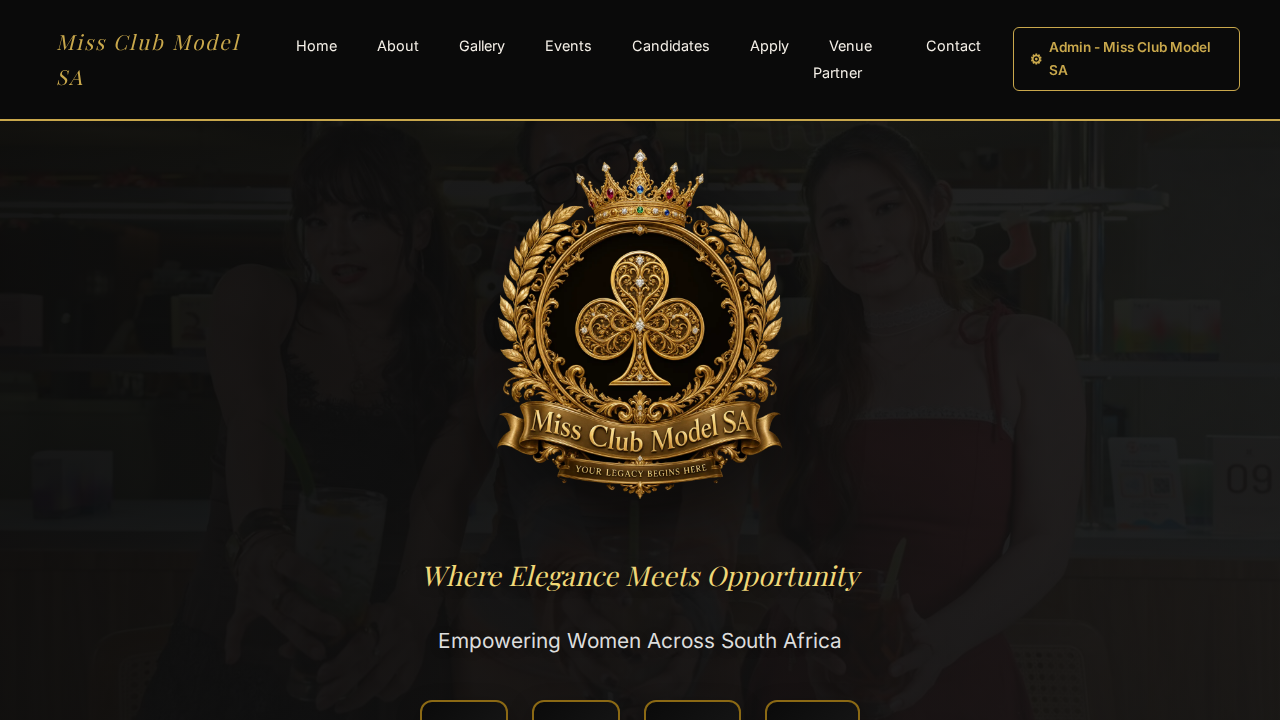 Miss Club Model
SA
Home
About
Gallery
Events
Candidates
Apply
Venue
Partner
Contact
Admin - Miss Club Model
SA
Miss Club Model SA
YOUR LEGACY BEGINS HERE
09
Where Elegance Meets Opportunity
Empowering Women Across South Africa